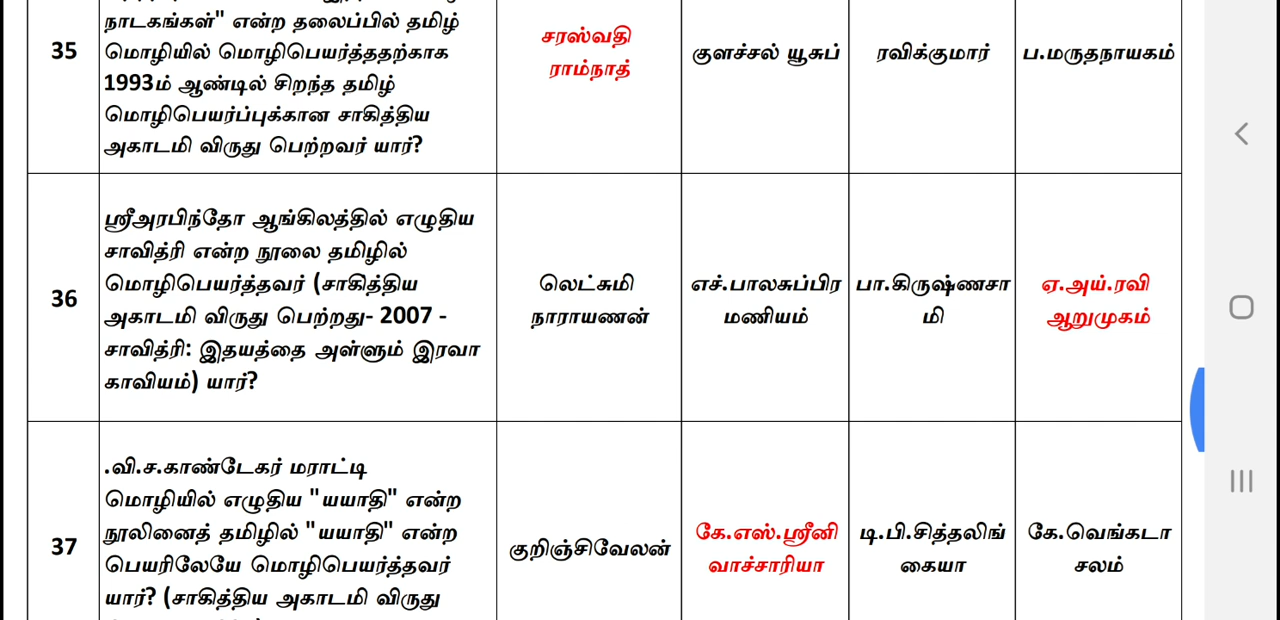 நாடகங்கள்" என்ற தலைப்பில் தமிழ்
35
மொழியில் மொழிபெயர்த்ததற்காக
1993ம் ஆண்டில் சிறந்த தமிழ்
மொழிபெயர்ப்புக்கான சாகித்திய
அகாடமி விருது பெற்றவர் யார்?
சரஸ்வதி
ராம்நாத்
குளச்சல் யூசுப்
ரவிக்குமார்
ப.மருதநாயகம்
36
ஸ்ரீஅரபிந்தோ ஆங்கிலத்தில் எழுதிய
சாவித்ரி என்ற நூலை தமிழில்
மொழிபெயர்த்தவர் (சாகித்திய
அகாடமி விருது பெற்றது- 2007 -
சாவித்ரி: இதயத்தை அள்ளும் இரவா
காவியம்) யார்?
லெட்சுமி
நாராயணன்
எச்.பாலசுப்பிர
மணியம்
பா.கிருஷ்ணசா
மி
ஏ.அய்.ரவி
ஆறுமுகம்
37
.வி.ச.காண்டேகர் மராட்டி
மொழியில் எழுதிய "யயாதி" என்ற
நூலினைத் தமிழில் "யயாதி" என்ற
பெயரிலேயே மொழிபெயர்த்தவர்
யார்? (சாகித்திய அகாடமி விருது
குறிஞ்சிவேலன்
கே.எஸ்.ஸ்ரீனி
வாச்சாரியா
டி.பி.சித்தலிங்
கையா
கே.வெங்கடா
சலம்